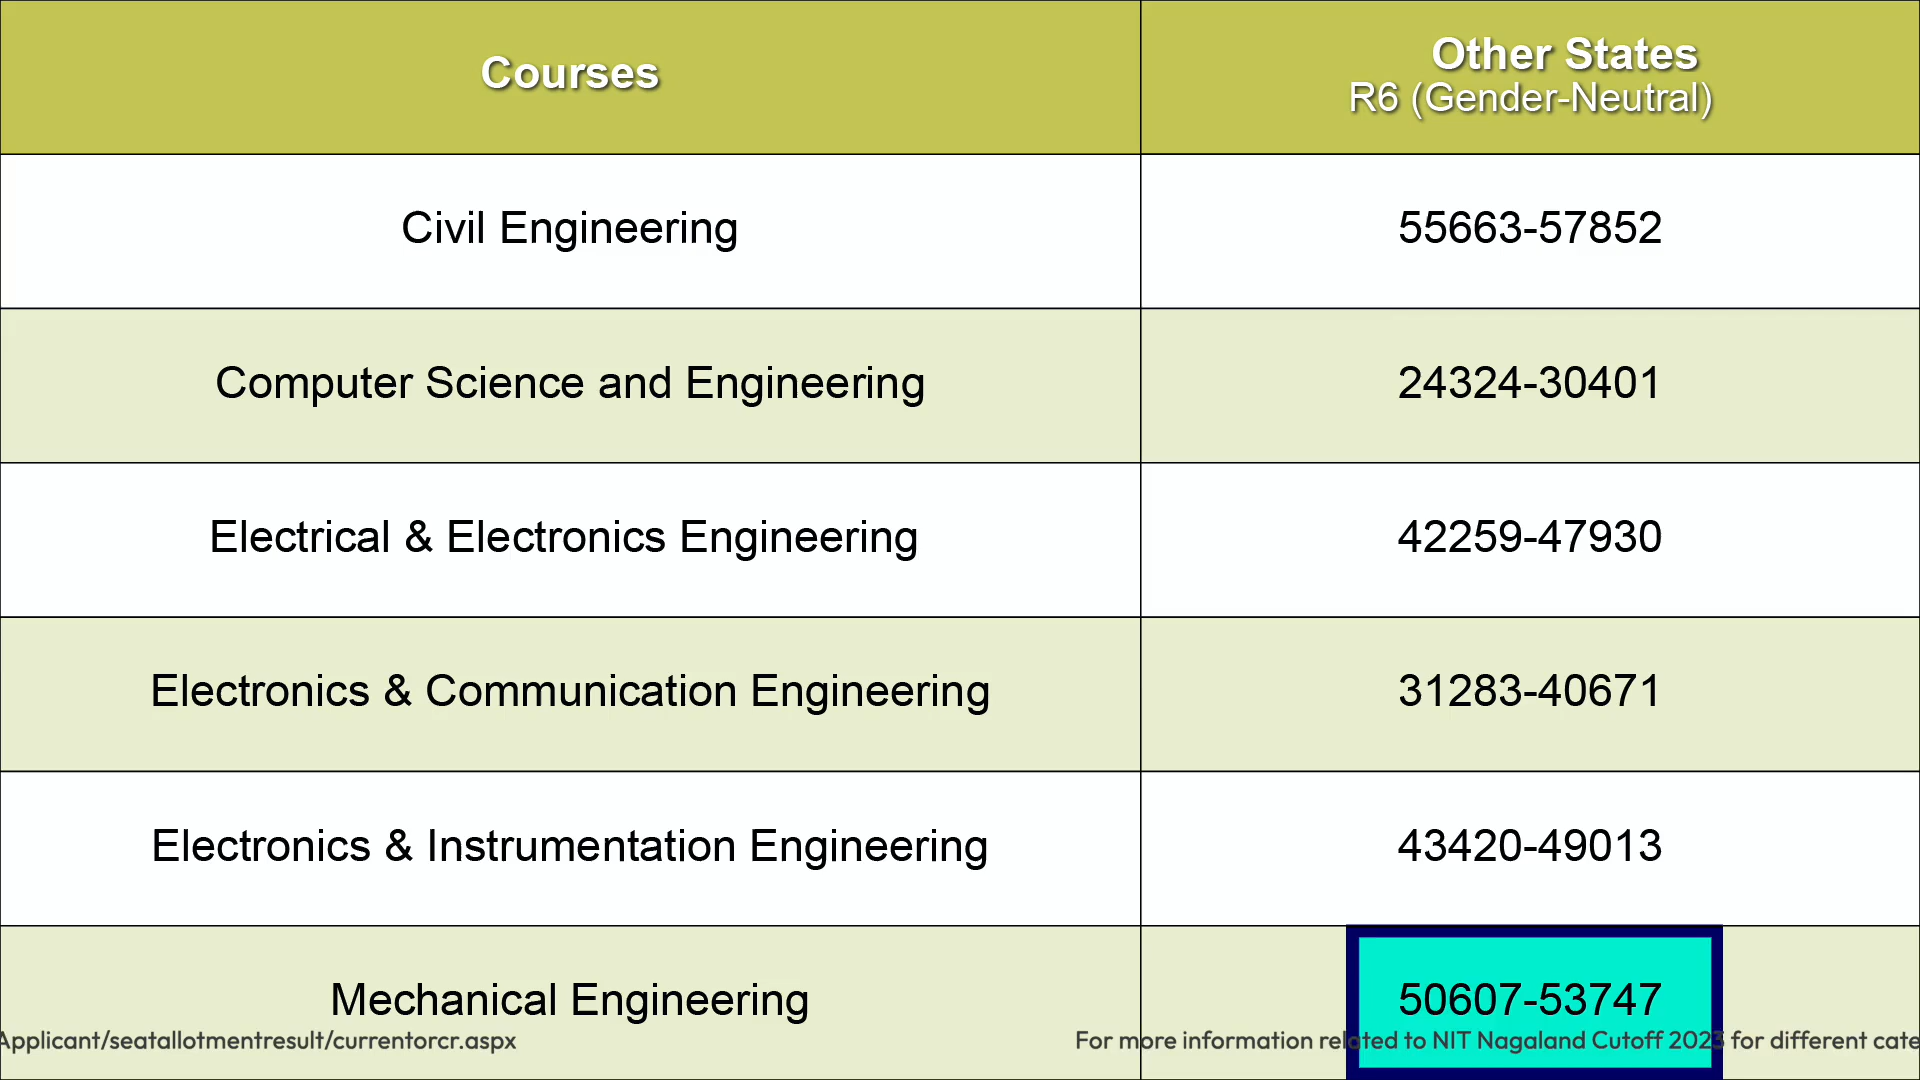 Courses
Other States
R6 (Gender-Neutral)
Civil Engineering
55663-57852
Computer Science and Engineering
24324-30401
Electrical & Electronics Engineering
42259-47930
Electronics & Communication Engineering
31283-40671
Electronics & Instrumentation Engineering
43420-49013
Mechanical Engineering
50607-53747
Applicant/seatallotmentresult/currentorcr.aspx
For more information related to NIT Nagaland Cutoff 2023 for different cate